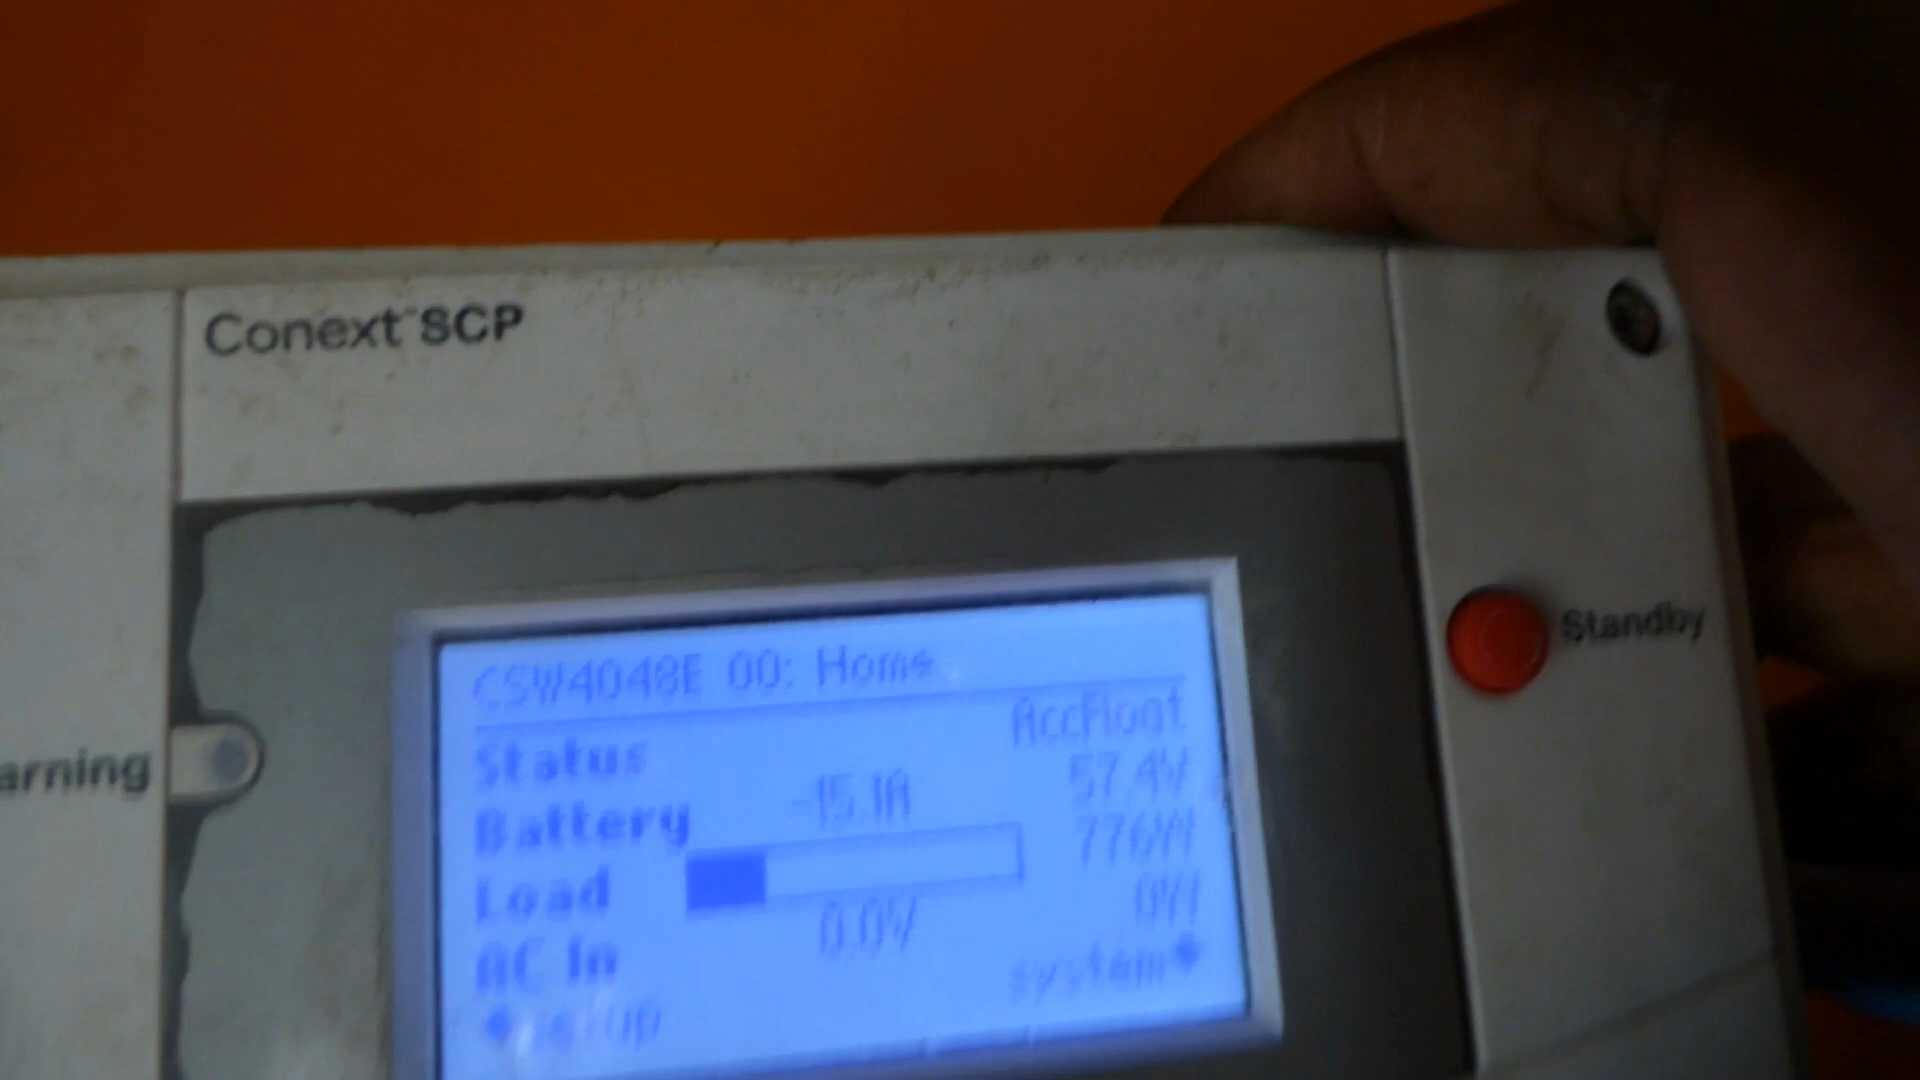 Conext™ SCP
Standby
arning
CSW4048E 00: Home
Status AccFloat
Battery -15.1A 57.4V
Load 776W
AC In 0.0V 0W
setup system